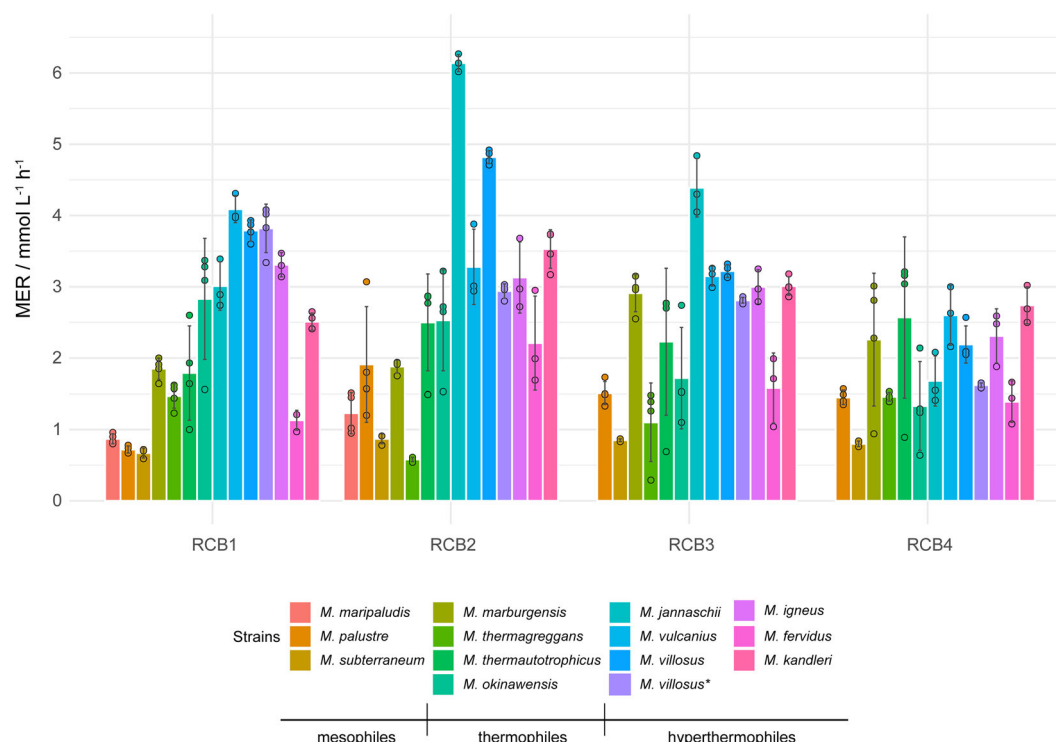 MER / mmol L⁻¹ h⁻¹
6
5
4
3
2
1
0
RCB1 RCB2 RCB3 RCB4
Strains
M. maripaludis
M. palustre
M. subterraneum
M. marburgensis
M. thermagreggans
M. thermautotrophicus
M. okinawensis
M. jannaschii
M. vulcanius
M. villosus
M. villosus*
M. igneus
M. fervidus
M. kandleri
mesophiles thermophiles hyperthermophiles